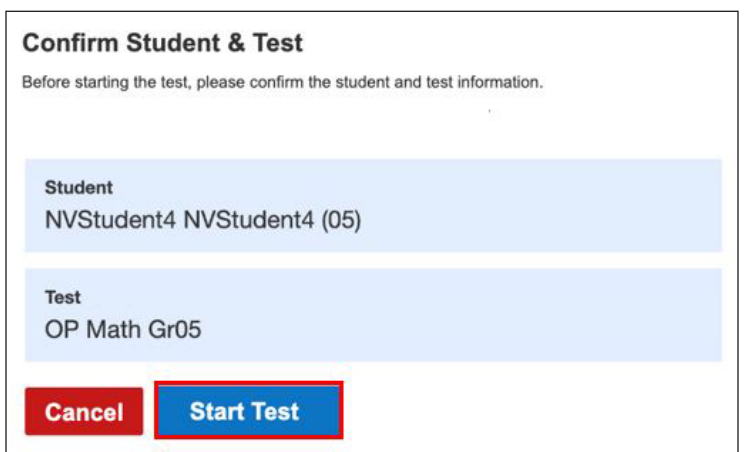 Confirm Student & Test
Before starting the test, please confirm the student and test information.
Student
NVStudent4 NVStudent4 (05)
Test
OP Math Gr05
Cancel
Start Test